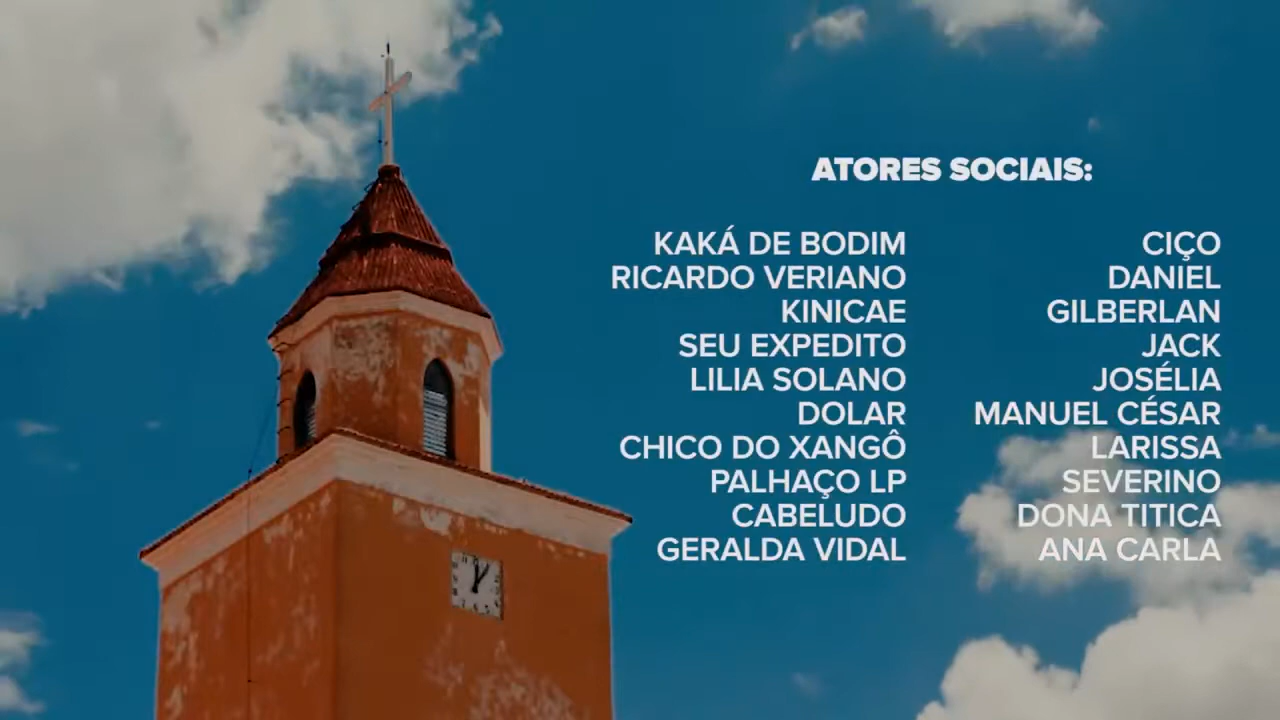 ATORES SOCIAIS:
KAKÁ DE BODIM
RICARDO VERIANO
KINICAE
SEU EXPEDITO
LILIA SOLANO
DOLAR
CHICO DO XANGÔ
PALHAÇO LP
CABELUDO
GERALDA VIDAL
CIÇO
DANIEL
GILBERLAN
JACK
JOSÉLIA
MANUEL CÉSAR
LARISSA
SEVERINO
DONA TITICA
ANA CARLA